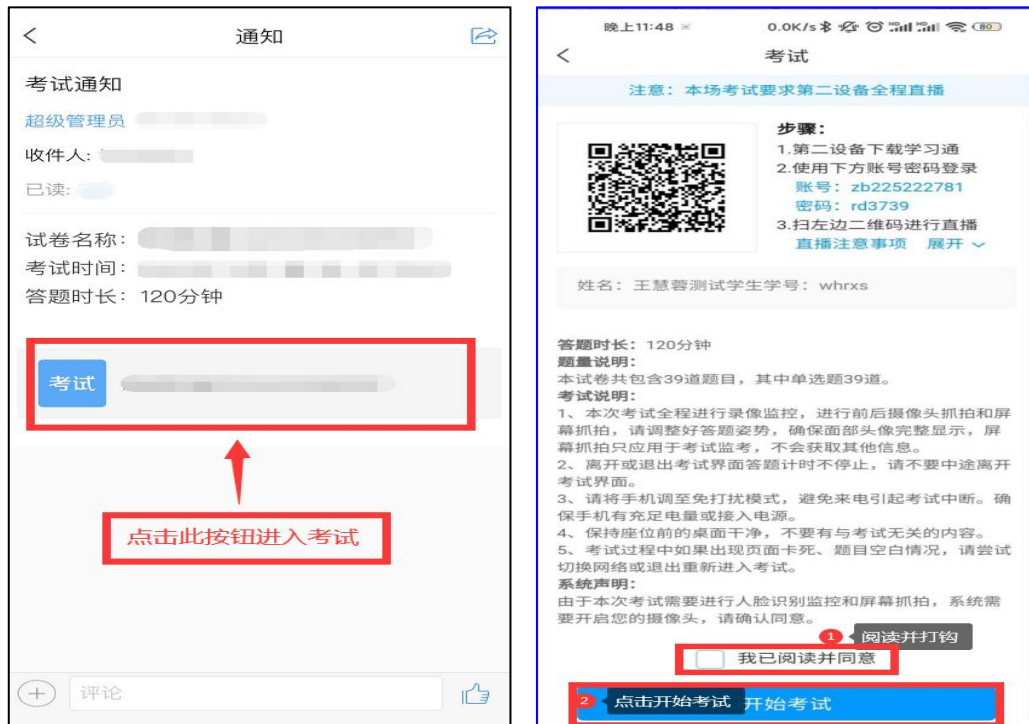 通知
考试通知
超级管理员
收件人:
已读:
试卷名称:
考试时间:
答题时长: 120分钟
考试
点击此按钮进入考试
评论
晚上11:48
0.0K/s
80
考试
注意: 本场考试要求第二设备全程直播
步骤:
1.第二设备下载学习通
2.使用下方账号密码登录
账号: zb225222781
密码: rd3739
3.扫左边二维码进行直播
直播注意事项 展开
姓名: 王慧蓉测试学生学号: whrxs
答题时长: 120分钟
题量说明:
本试卷共包含39道题目，其中单选题39道。
考试说明:
1、本次考试全程进行录像监控，进行前后摄像头抓拍和屏
幕抓拍，请调整好答题姿势，确保面部头像完整显示，屏
幕抓拍只应用于考试监考，不会获取其他信息。
2、离开或退出考试界面答题计时不停止，请不要中途离开
考试界面。
3、请将手机调至免打扰模式，避免来电引起考试中断。确
保手机有充足电量或接入电源。
4、保持座位前的桌面干净，不要有与考试无关的内容。
5、考试过程中如果出现页面卡死、题目空白情况，请尝试
切换网络或退出重新进入考试。
系统声明:
由于本次考试需要进行人脸识别监控和屏幕抓拍，系统需
要开启您的摄像头，请确认同意。
1 阅读并打钩
我已阅读并同意
2 点击开始考试 开始考试